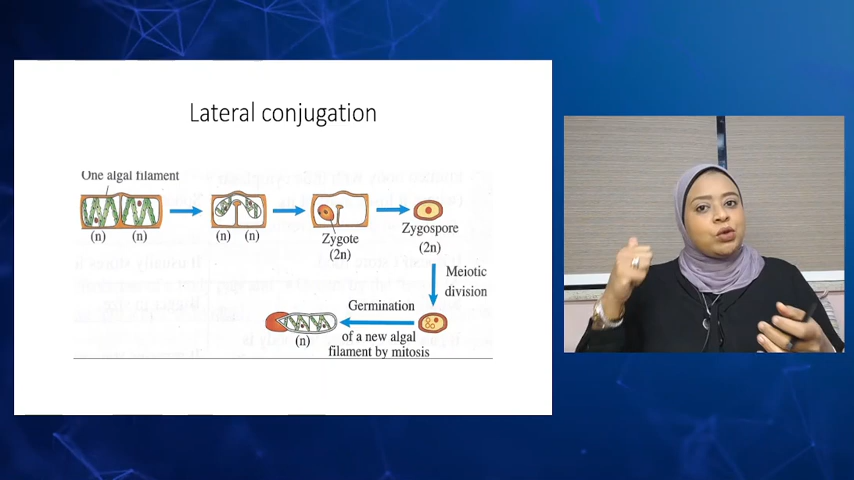 Lateral conjugation
One algal filament
(n) (n)
(n) (n)
Zygote
(2n)
Zygospore
(2n)
Meiotic
division
Germination
of a new algal
filament by mitosis
(n)